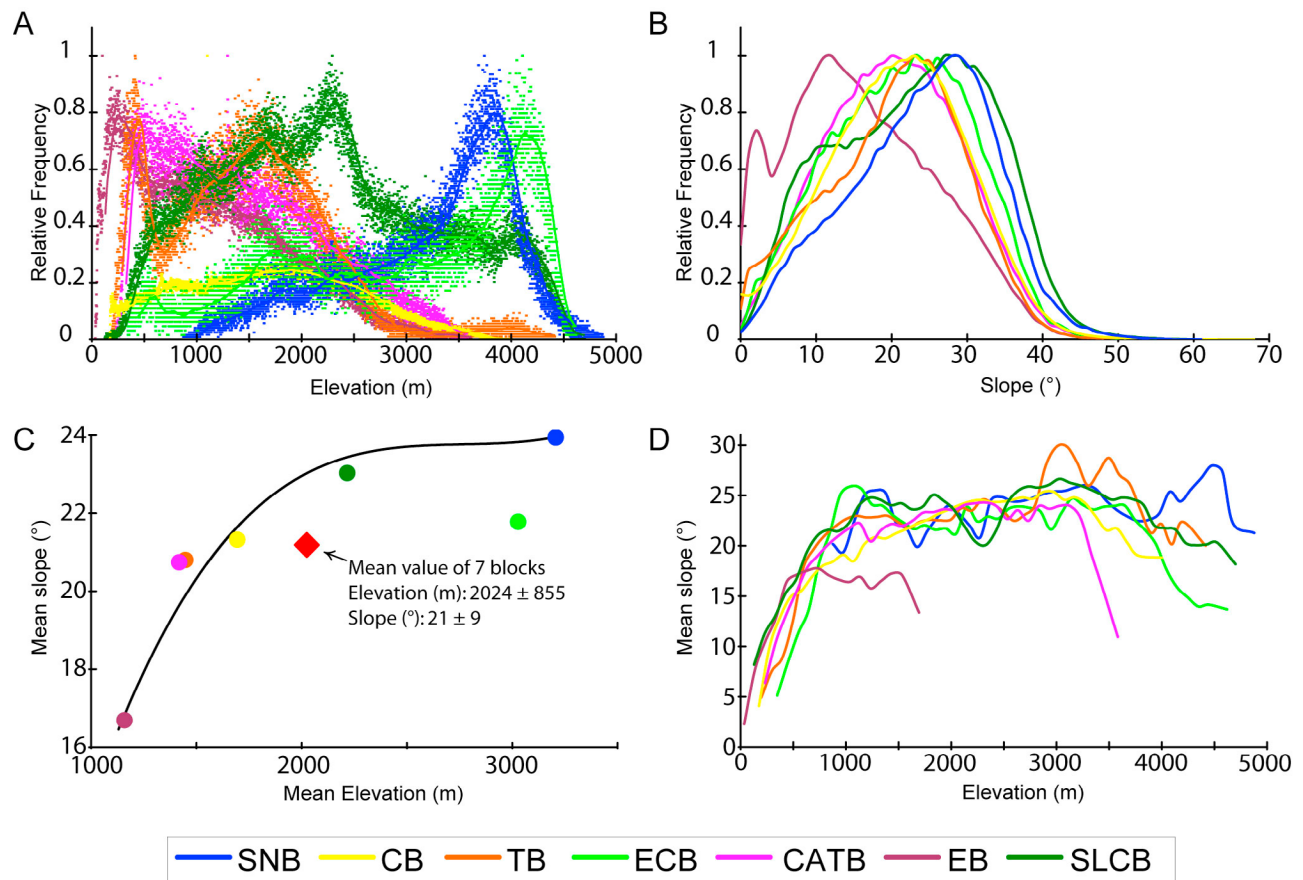 A
Relative Frequency
1
0.8
0.6
0.4
0.2
0
0 1000 2000 3000 4000 5000
Elevation (m)
B
Relative Frequency
1
0.8
0.6
0.4
0.2
0
0 10 20 30 40 50 60 70
Slope (°)
C
Mean slope (°)
24
22
20
18
16
Mean value of 7 blocks
Elevation (m): 2024 ± 855
Slope (°): 21 ± 9
1000 2000 3000
Mean Elevation (m)
D
Mean slope (°)
30
25
20
15
10
5
0
0 1000 2000 3000 4000 5000
Elevation (m)
SNB CB TB ECB CATB EB SLCB